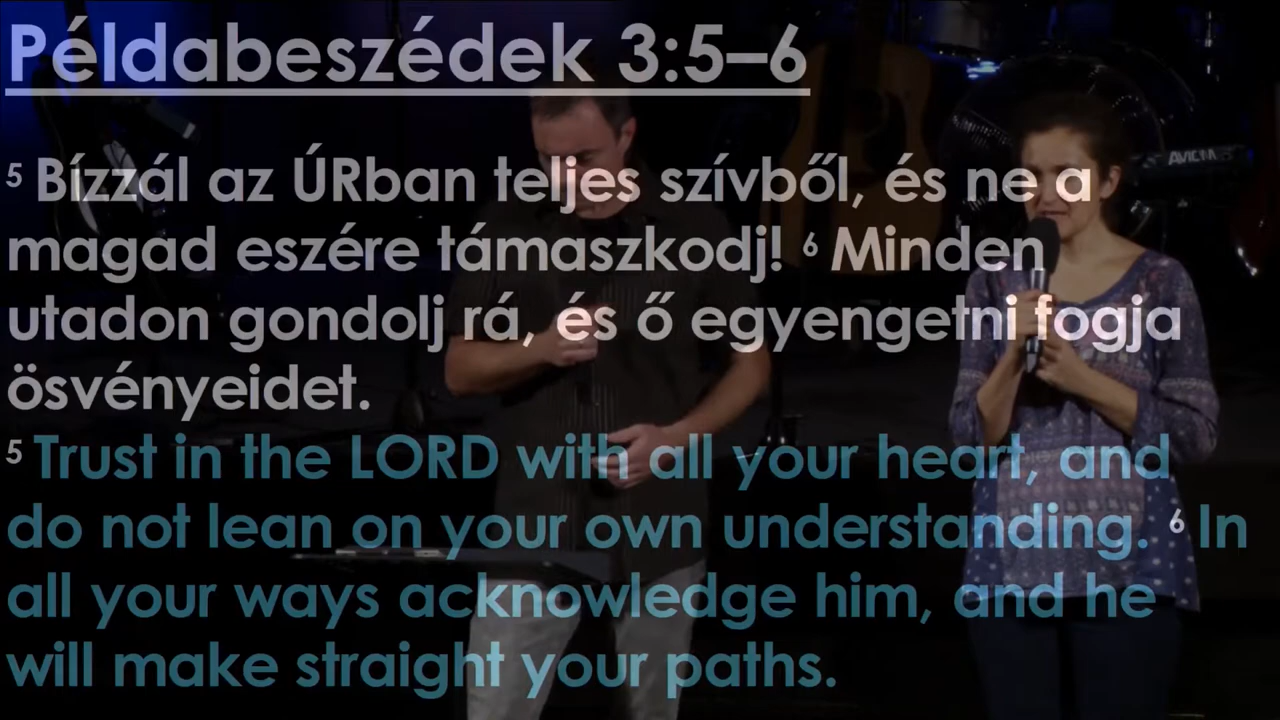 Példabeszédek 3:5–6
5 Bízzál az ÚRban teljes szívből, és ne a
magad eszére támaszkodj! 6 Minden
utadon gondolj rá, és ő egyengetni fogja
ösvényeidet.
5 Trust in the LORD with all your heart, and
do not lean on your own understanding. 6 In
all your ways acknowledge him, and he
will make straight your paths.
AVIOM